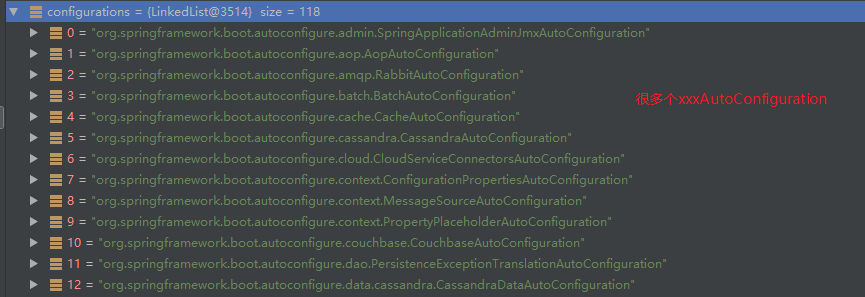 configurations = {LinkedList@3514} size = 118
0 = "org.springframework.boot.autoconfigure.admin.SpringApplicationAdminJmxAutoConfiguration"
1 = "org.springframework.boot.autoconfigure.aop.AopAutoConfiguration"
2 = "org.springframework.boot.autoconfigure.amqp.RabbitAutoConfiguration"
3 = "org.springframework.boot.autoconfigure.batch.BatchAutoConfiguration"
很多个xxxAutoConfiguration
4 = "org.springframework.boot.autoconfigure.cache.CacheAutoConfiguration"
5 = "org.springframework.boot.autoconfigure.cassandra.CassandraAutoConfiguration"
6 = "org.springframework.boot.autoconfigure.cloud.CloudServiceConnectorsAutoConfiguration"
7 = "org.springframework.boot.autoconfigure.context.ConfigurationPropertiesAutoConfiguration"
8 = "org.springframework.boot.autoconfigure.context.MessageSourceAutoConfiguration"
9 = "org.springframework.boot.autoconfigure.context.PropertyPlaceholderAutoConfiguration"
10 = "org.springframework.boot.autoconfigure.couchbase.CouchbaseAutoConfiguration"
11 = "org.springframework.boot.autoconfigure.dao.PersistenceExceptionTranslationAutoConfiguration"
12 = "org.springframework.boot.autoconfigure.data.cassandra.CassandraDataAutoConfiguration"